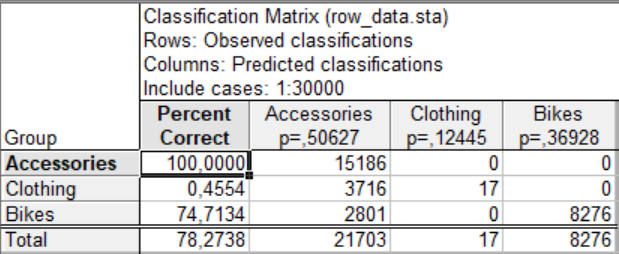 Classification Matrix (row_data.sta)
Rows: Observed classifications
Columns: Predicted classifications
Include cases: 1:30000
Group Percent Correct Accessories p=,50627 Clothing p=,12445 Bikes p=,36928
Accessories 100,0000 15186 0 0
Clothing 0,4554 3716 17 0
Bikes 74,7134 2801 0 8276
Total 78,2738 21703 17 8276